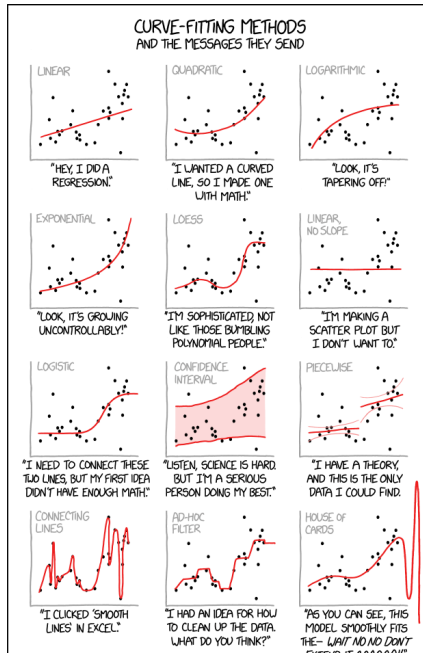 CURVE-FITTING METHODS
AND THE MESSAGES THEY SEND
LINEAR
"HEY, I DID A
REGRESSION."
QUADRATIC
"I WANTED A CURVED
LINE, SO I MADE ONE
WITH MATH."
LOGARITHMIC
"LOOK, IT'S
TAPERING OFF!"
EXPONENTIAL
"LOOK, IT'S GROWING
UNCONTROLLABLY!"
LOESS
"I'M SOPHISTICATED, NOT
LIKE THOSE BUMBLING
POLYNOMIAL PEOPLE."
LINEAR,
NO SLOPE
"I'M MAKING A
SCATTER PLOT BUT
I DON'T WANT TO."
LOGISTIC
"I NEED TO CONNECT THESE
TWO LINES, BUT MY FIRST IDEA
DIDN'T HAVE ENOUGH MATH."
CONFIDENCE
INTERVAL
"LISTEN, SCIENCE IS HARD.
BUT I'M A SERIOUS
PERSON DOING MY BEST."
PIECEWISE
"I HAVE A THEORY,
AND THIS IS THE ONLY
DATA I COULD FIND.
CONNECTING
LINES
"I CLICKED 'SMOOTH
LINES' IN EXCEL."
AD-HOC
FILTER
"I HAD AN IDEA FOR HOW
TO CLEAN UP THE DATA.
WHAT DO YOU THINK?"
HOUSE OF
CARDS
"AS YOU CAN SEE, THIS
MODEL SMOOTHLY FITS
THE- WAIT NO NO DON'T